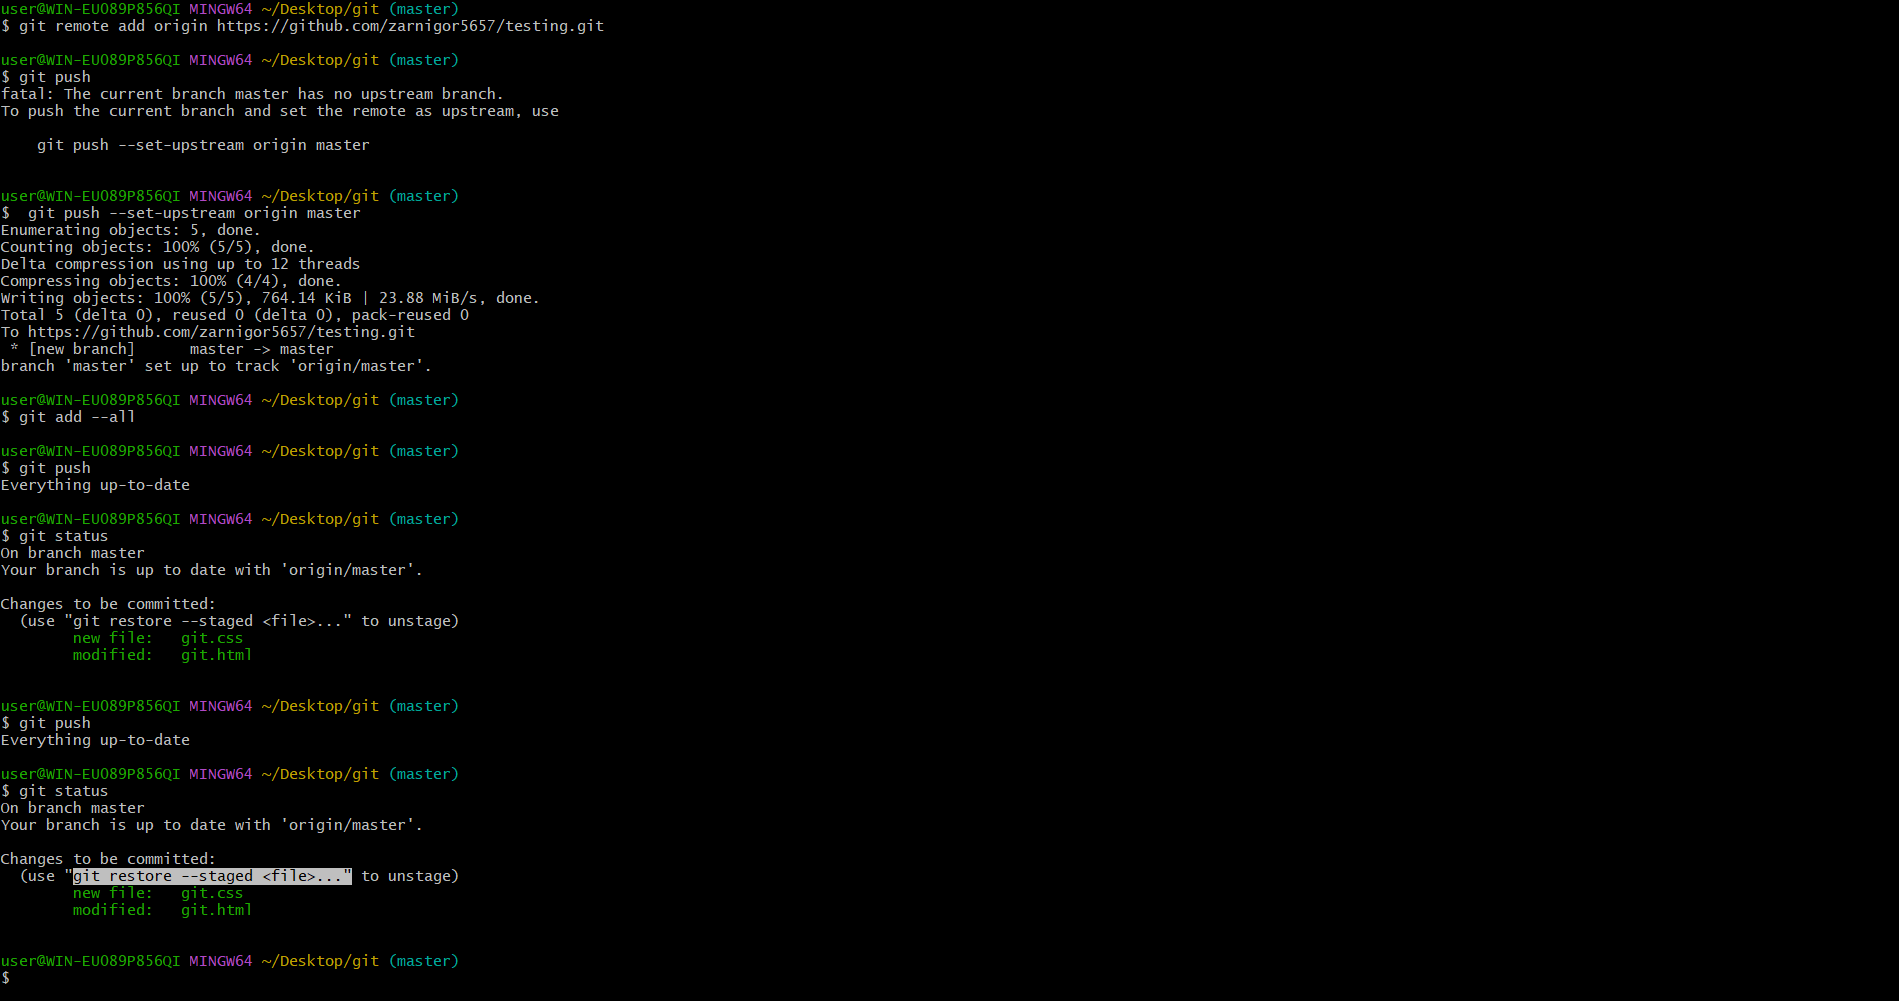 user@WIN-EUO89P856QI MINGW64 ~/Desktop/git (master)
$ git remote add origin https://github.com/zarnigor5657/testing.git
user@WIN-EUO89P856QI MINGW64 ~/Desktop/git (master)
$ git push
fatal: The current branch master has no upstream branch.
To push the current branch and set the remote as upstream, use
git push --set-upstream origin master
user@WIN-EUO89P856QI MINGW64 ~/Desktop/git (master)
$  git push --set-upstream origin master
Enumerating objects: 5, done.
Counting objects: 100% (5/5), done.
Delta compression using up to 12 threads
Compressing objects: 100% (4/4), done.
Writing objects: 100% (5/5), 764.14 KiB | 23.88 MiB/s, done.
Total 5 (delta 0), reused 0 (delta 0), pack-reused 0
To https://github.com/zarnigor5657/testing.git
 * [new branch]      master -> master
branch 'master' set up to track 'origin/master'.
user@WIN-EUO89P856QI MINGW64 ~/Desktop/git (master)
$ git add --all
user@WIN-EUO89P856QI MINGW64 ~/Desktop/git (master)
$ git push
Everything up-to-date
user@WIN-EUO89P856QI MINGW64 ~/Desktop/git (master)
$ git status
On branch master
Your branch is up to date with 'origin/master'.
Changes to be committed:
  (use "git restore --staged <file>..." to unstage)
        new file:   git.css
        modified:   git.html
user@WIN-EUO89P856QI MINGW64 ~/Desktop/git (master)
$ git push
Everything up-to-date
user@WIN-EUO89P856QI MINGW64 ~/Desktop/git (master)
$ git status
On branch master
Your branch is up to date with 'origin/master'.
Changes to be committed:
  (use "git restore --staged <file>..." to unstage)
        new file:   git.css
        modified:   git.html
user@WIN-EUO89P856QI MINGW64 ~/Desktop/git (master)
$